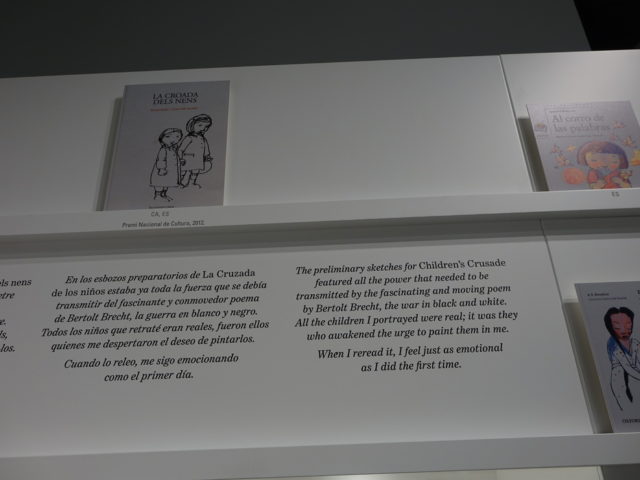 LA CROADA
DELS NENS
CA, ES
Premi Nacional de Cultura, 2012.
Al corro de
las palabras
ES
els nens
En los esbozos preparatorios de La Cruzada
de los niños estaba ya toda la fuerza que se debía
transmitir del fascinante y conmovedor poema
de Bertolt Brecht, la guerra en blanco y negro.
Todos los niños que retraté eran reales, fueron ellos
quienes me despertaron el deseo de pintarlos.
Cuando lo releo, me sigo emocionando
como el primer día.
The preliminary sketches for Children's Crusade
featured all the power that needed to be
transmitted by the fascinating and moving poem
by Bertolt Brecht, the war in black and white.
All the children I portrayed were real; it was they
who awakened the urge to paint them in me.
When I reread it, I feel just as emotional
as I did the first time.